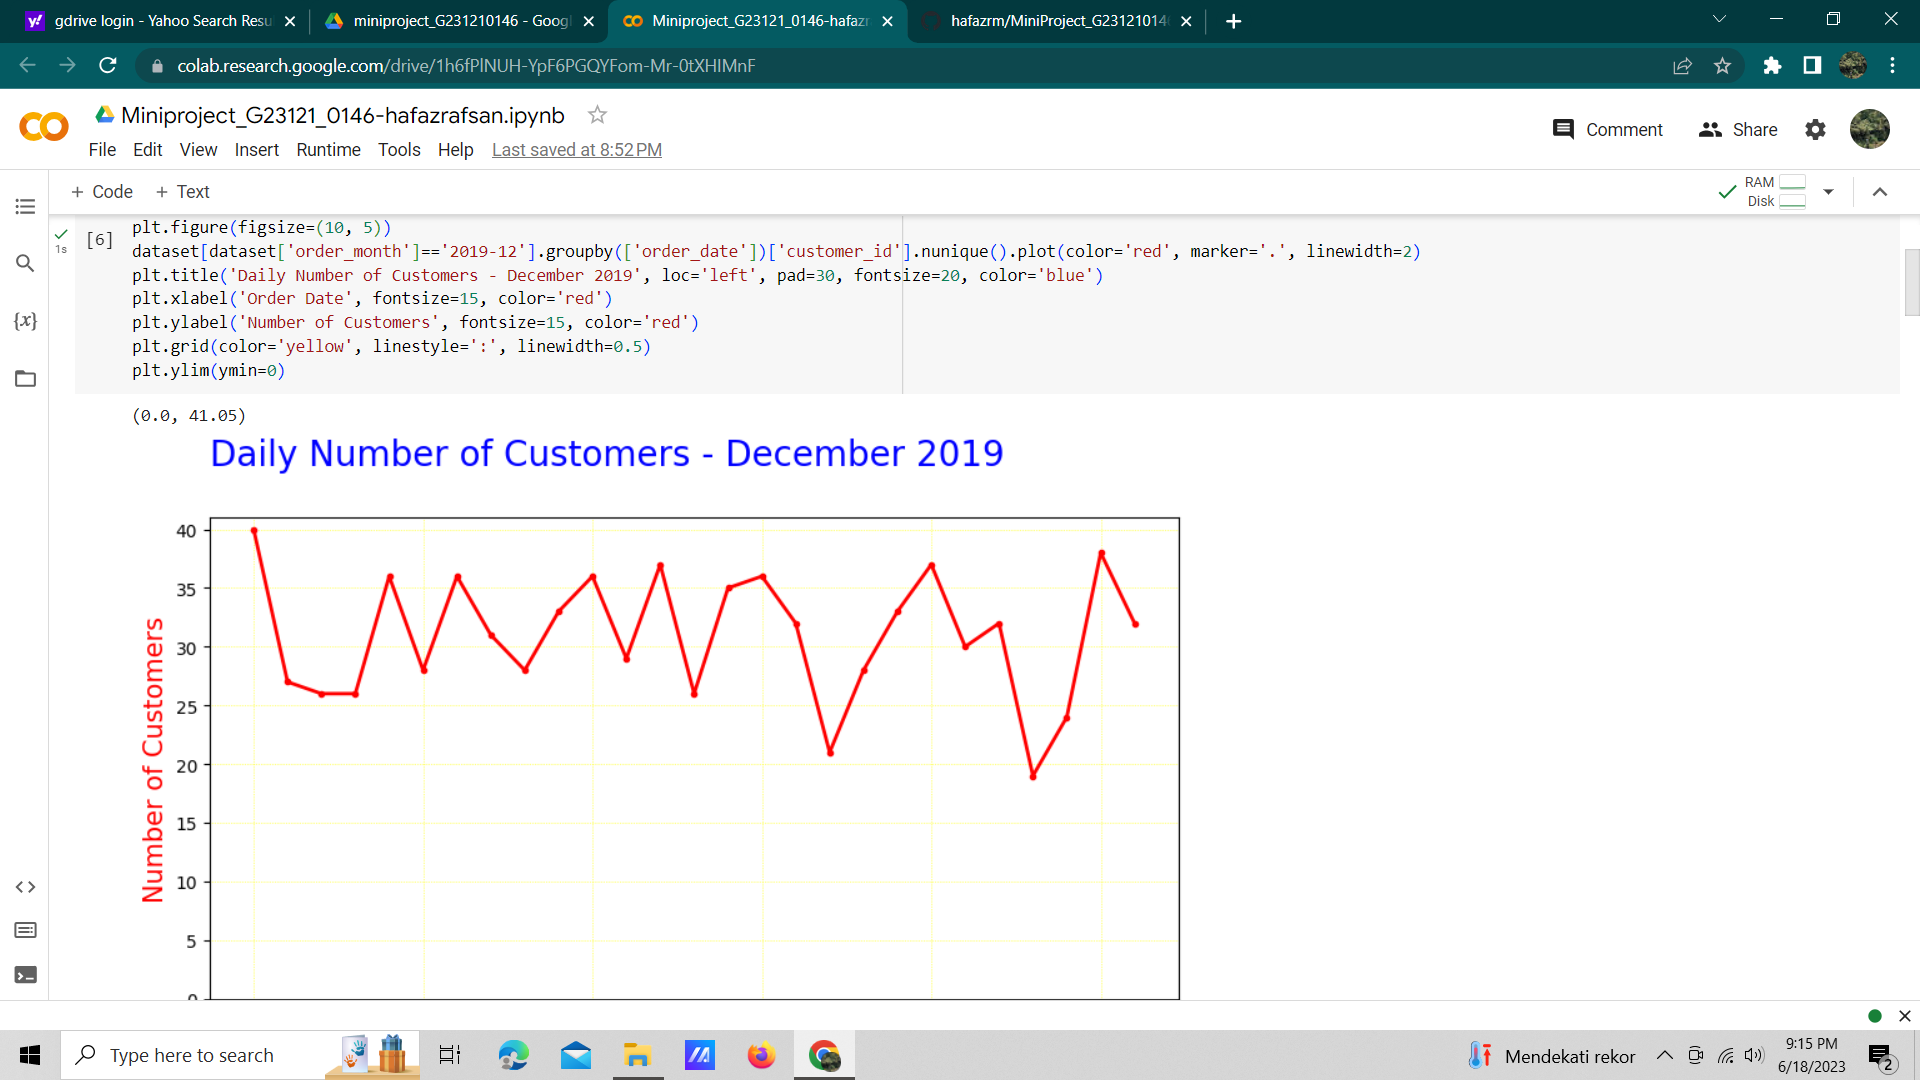 gdrive login - Yahoo Search Resu
miniproject_G231210146 - Googl
Miniproject_G23121_0146-hafazr
hafazrm/MiniProject_G23121014
colab.research.google.com/drive/1h6fPlNUH-YpF6PGQYFom-Mr-0tXHIMnF
Miniproject_G23121_0146-hafazrafsan.ipynb
Comment
Share
File Edit View Insert Runtime Tools Help Last saved at 8:52 PM
+ Code + Text
RAM
Disk
[6]
1s
plt.figure(figsize=(10, 5))
dataset[dataset['order_month']=='2019-12'].groupby(['order_date'])['customer_id'].nunique().plot(color='red', marker='.', linewidth=2)
plt.title('Daily Number of Customers - December 2019', loc='left', pad=30, fontsize=20, color='blue')
plt.xlabel('Order Date', fontsize=15, color='red')
plt.ylabel('Number of Customers', fontsize=15, color='red')
plt.grid(color='yellow', linestyle=':', linewidth=0.5)
plt.ylim(ymin=0)
(0.0, 41.05)
Daily Number of Customers - December 2019
Number of Customers
40
35
30
25
20
15
10
5
0
Type here to search
Mendekati rekor
9:15 PM
6/18/2023
2